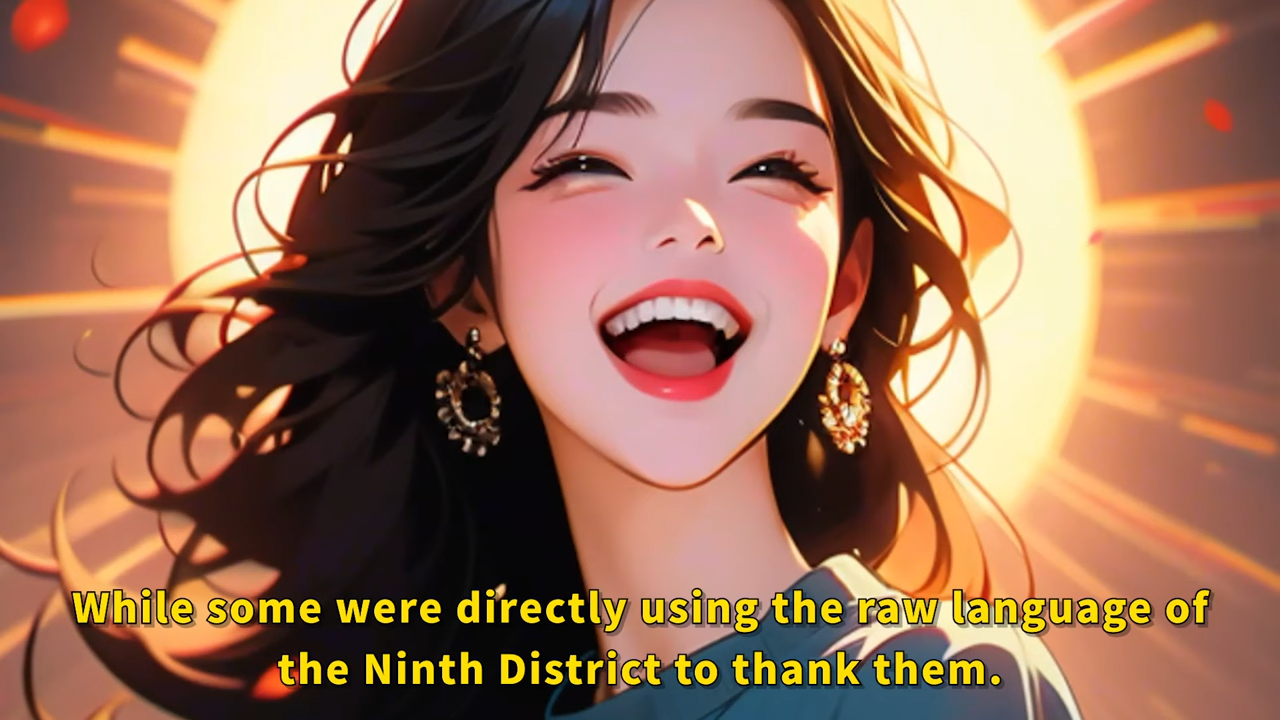 While some were directly using the raw language of
the Ninth District to thank them.